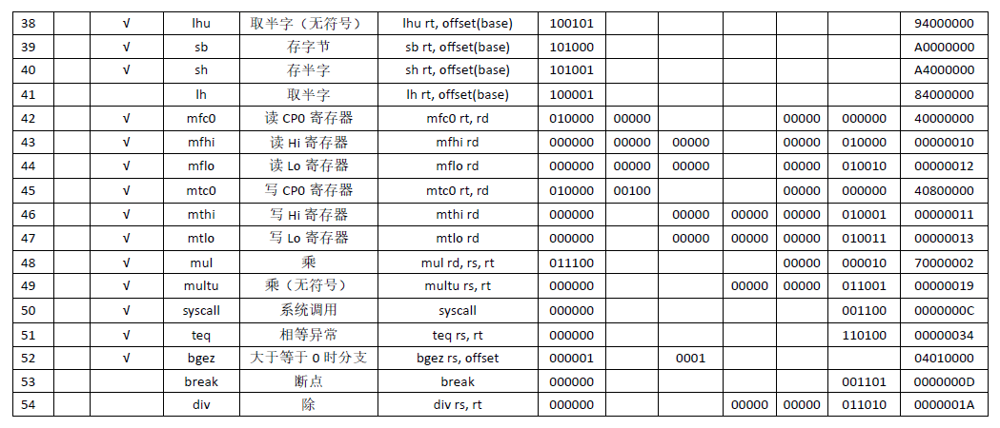 38 √ lhu 取半字（无符号） lhu rt, offset(base) 100101 94000000
39 √ sb 存字节 sb rt, offset(base) 101000 A0000000
40 √ sh 存半字 sh rt, offset(base) 101001 A4000000
41 lh 取半字 lh rt, offset(base) 100001 84000000
42 √ mfc0 读 CP0 寄存器 mfc0 rt, rd 010000 00000 00000 000000 40000000
43 √ mfhi 读 Hi 寄存器 mfhi rd 000000 00000 00000 00000 010000 00000010
44 √ mflo 读 Lo 寄存器 mflo rd 000000 00000 00000 00000 010010 00000012
45 √ mtc0 写 CP0 寄存器 mtc0 rt, rd 010000 00100 00000 000000 40800000
46 √ mthi 写 Hi 寄存器 mthi rd 000000 00000 00000 00000 010001 00000011
47 √ mtlo 写 Lo 寄存器 mtlo rd 000000 00000 00000 00000 010011 00000013
48 √ mul 乘 mul rd, rs, rt 011100 00000 000010 70000002
49 √ multu 乘（无符号） multu rs, rt 000000 00000 00000 011001 00000019
50 √ syscall 系统调用 syscall 000000 001100 0000000C
51 √ teq 相等异常 teq rs, rt 000000 110100 00000034
52 √ bgez 大于等于 0 时分支 bgez rs, offset 000001 0001 04010000
53 break 断点 break 000000 001101 0000000D
54 div 除 div rs, rt 000000 00000 00000 011010 0000001A